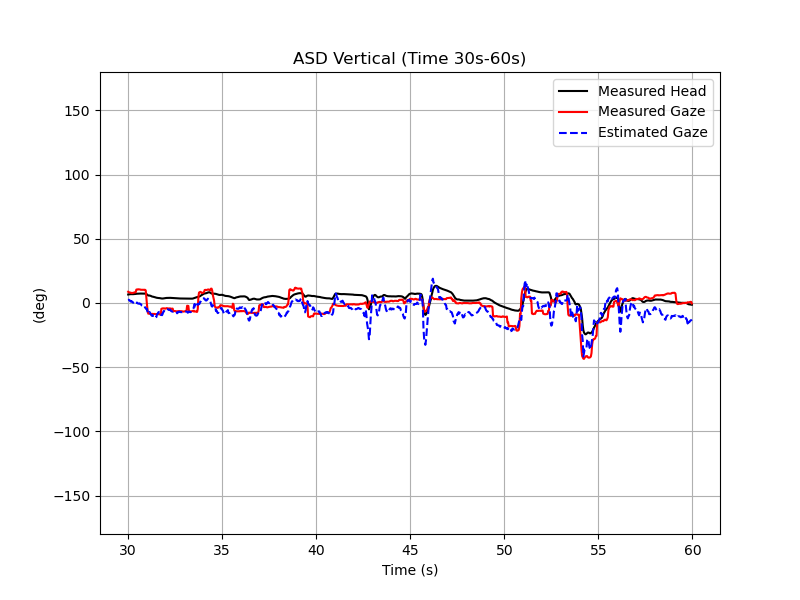 ASD Vertical (Time 30s-60s)
Measured Head
Measured Gaze
Estimated Gaze
150
100
50
0
−50
−100
−150
(deg)
30 35 40 45 50 55 60
Time (s)